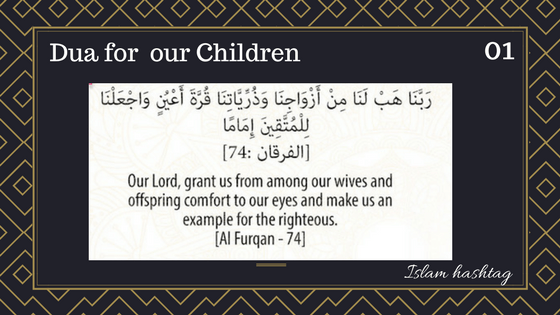 Dua for our Children
01
رَبَّنَا هَبْ لَنَا مِنْ أَزْوَاجِنَا وَذُرِّيَّاتِنَا قُرَّةَ أَعْيُنٍ وَاجْعَلْنَا
لِلْمُتَّقِينَ إِمَامًا
[الفرقان :74]
Our Lord, grant us from among our wives and
offspring comfort to our eyes and make us an
example for the righteous.
[Al Furqan - 74]
Islam hashtag